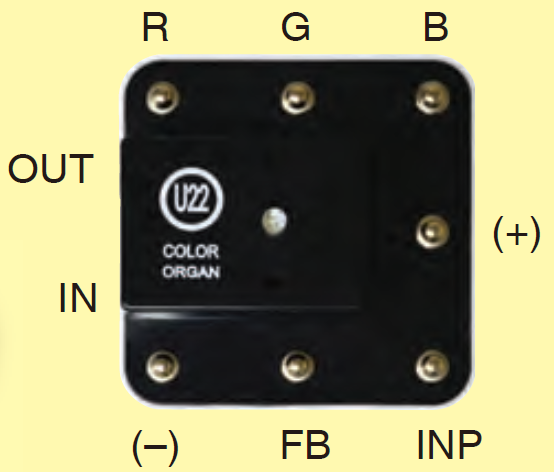 R G B
OUT
U22
(+)
COLOR
ORGAN
IN
(–) FB INP